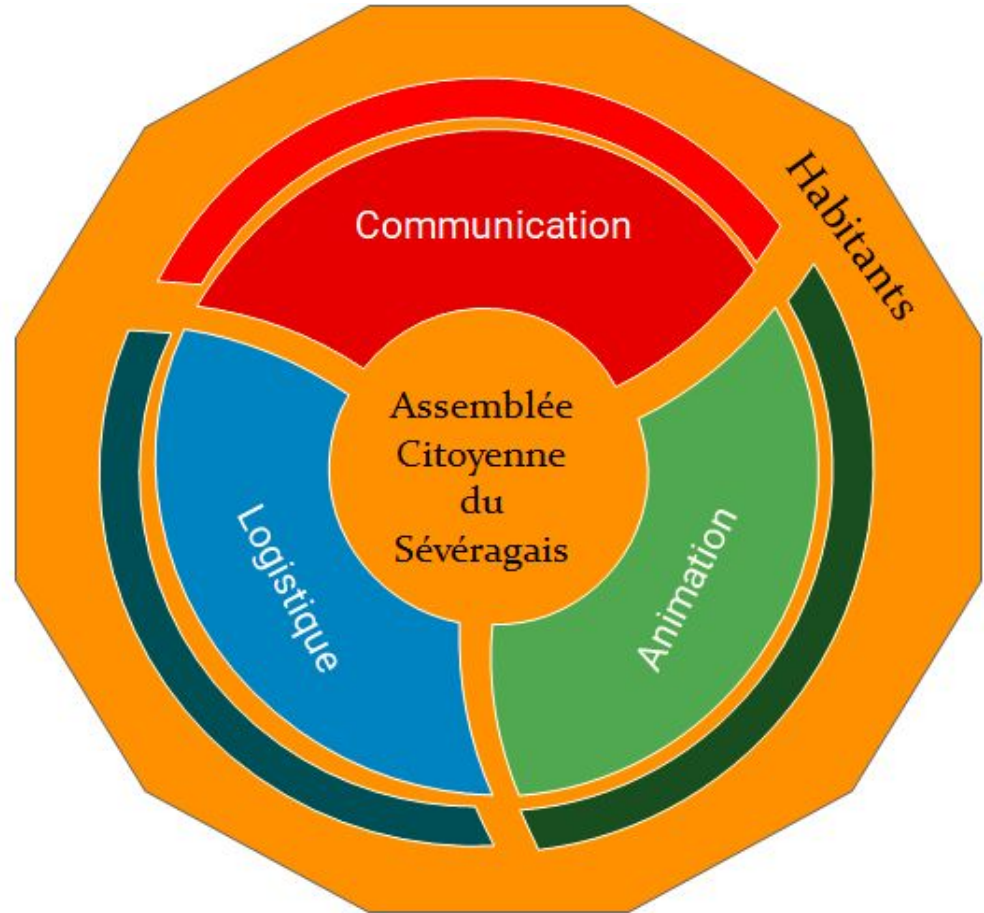 Habitants
Communication
Assemblée
Citoyenne
du
Sévéragais
Logistique
Animation